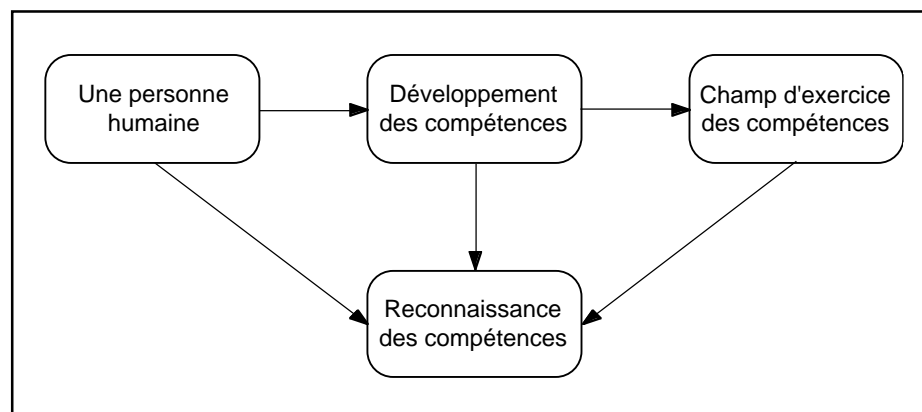 Une personne
humaine
Développement
des compétences
Champ d'exercice
des compétences
Reconnaissance
des compétences